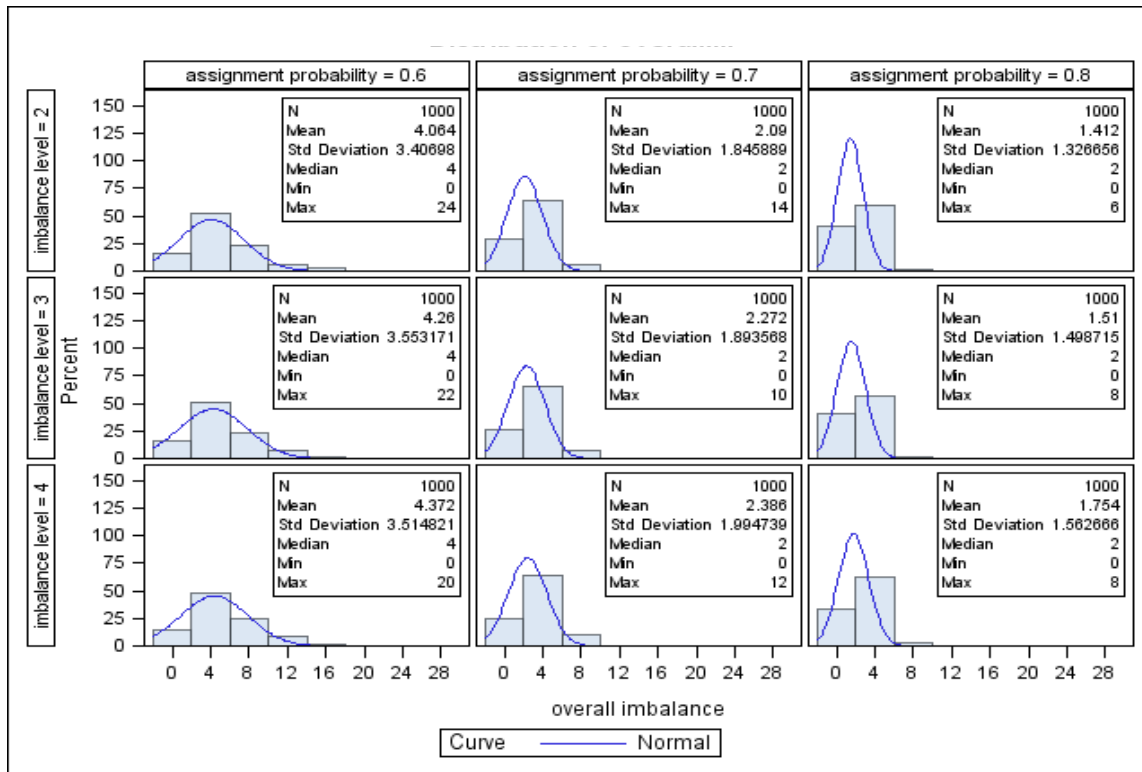 assignment probability = 0.6
assignment probability = 0.7
assignment probability = 0.8
imbalance level = 2
150
125
100
75
50
25
0
N 1000
Mean 4.064
Std Deviation 3.40698
Median 4
Min 0
Max 24
N 1000
Mean 2.09
Std Deviation 1.845889
Median 2
Min 0
Max 14
N 1000
Mean 1.412
Std Deviation 1.326656
Median 2
Min 0
Max 6
Percent
imbalance level = 3
150
125
100
75
50
25
0
N 1000
Mean 4.26
Std Deviation 3.553171
Median 4
Min 0
Max 22
N 1000
Mean 2.272
Std Deviation 1.893568
Median 2
Min 0
Max 10
N 1000
Mean 1.51
Std Deviation 1.498715
Median 2
Min 0
Max 8
imbalance level = 4
150
125
100
75
50
25
0
N 1000
Mean 4.372
Std Deviation 3.514821
Median 4
Min 0
Max 20
N 1000
Mean 2.386
Std Deviation 1.994739
Median 2
Min 0
Max 12
N 1000
Mean 1.754
Std Deviation 1.562666
Median 2
Min 0
Max 8
0 4 8 12 16 20 24 28
0 4 8 12 16 20 24 28
0 4 8 12 16 20 24 28
overall imbalance
Curve Normal